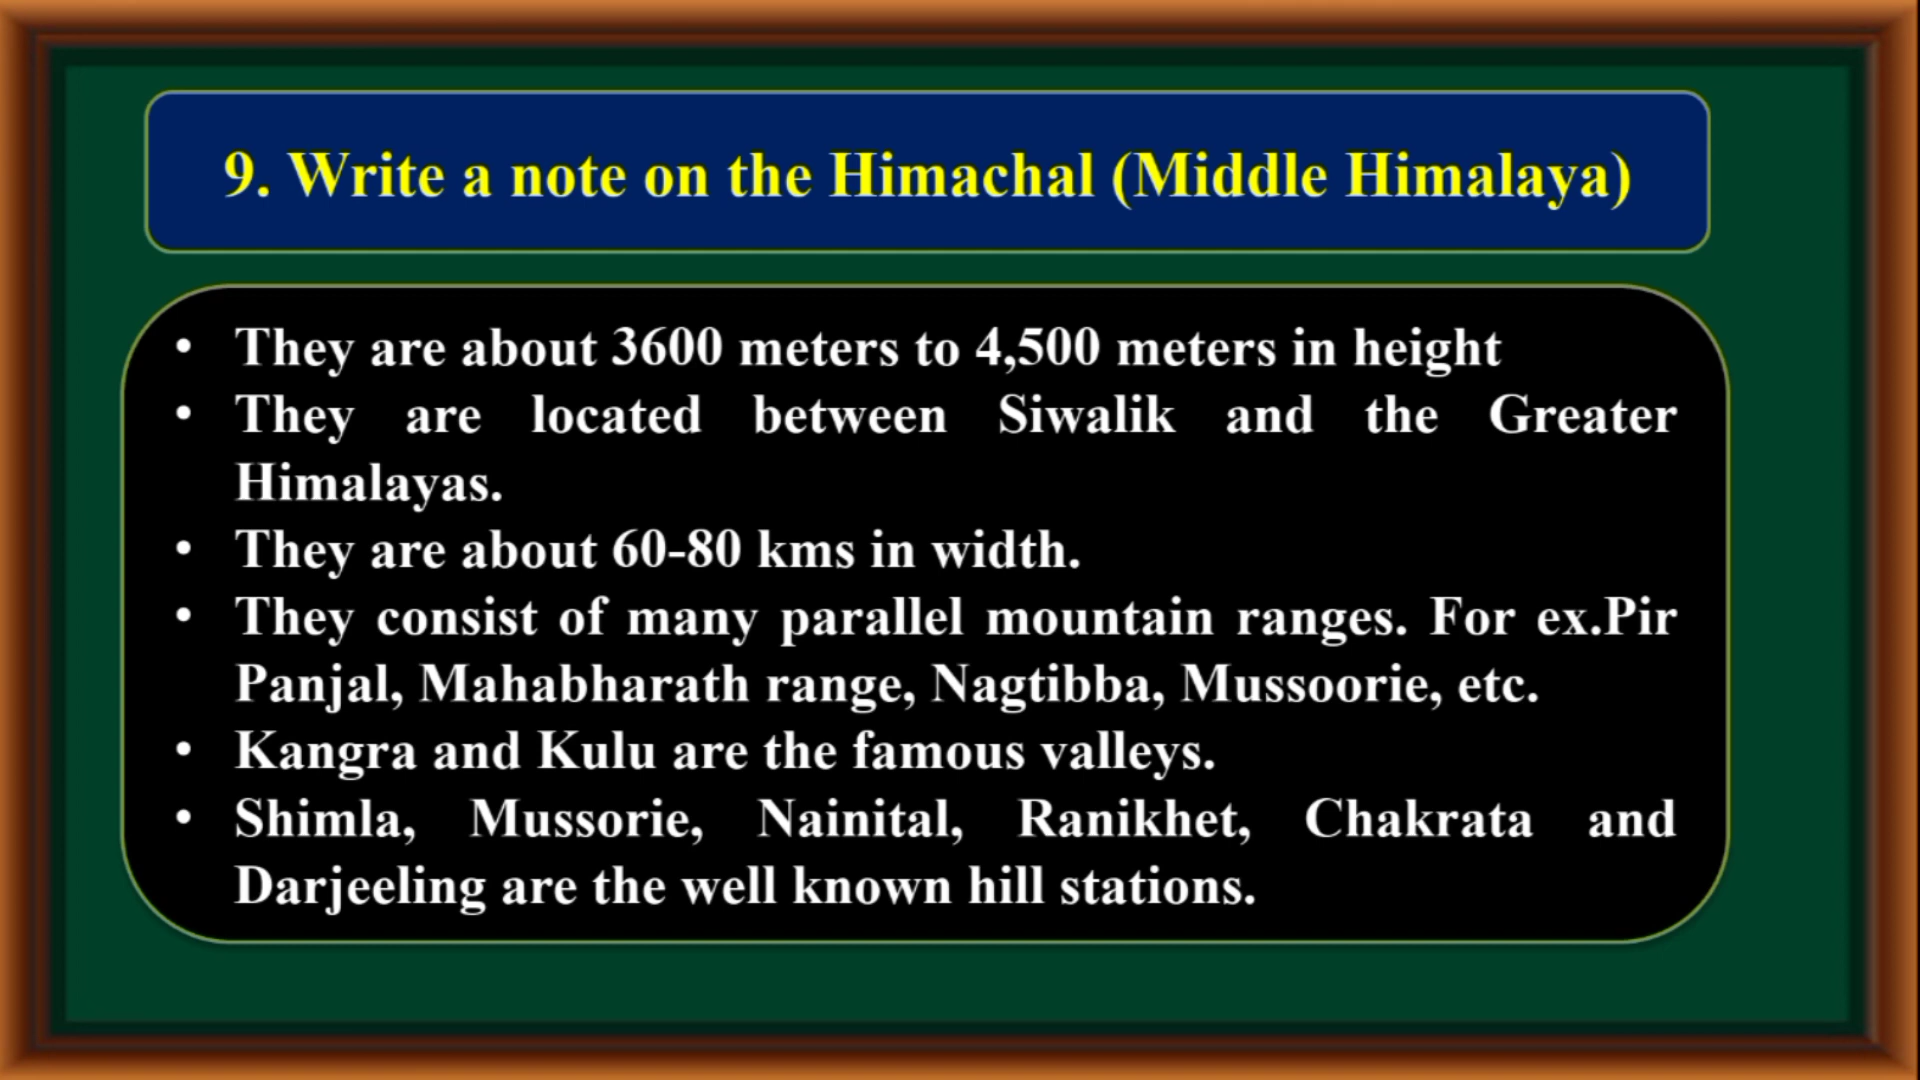 9. Write a note on the Himachal (Middle Himalaya)
• They are about 3600 meters to 4,500 meters in height
• They are located between Siwalik and the Greater
Himalayas.
• They are about 60-80 kms in width.
• They consist of many parallel mountain ranges. For ex.Pir
Panjal, Mahabharath range, Nagtibba, Mussoorie, etc.
• Kangra and Kulu are the famous valleys.
• Shimla, Mussorie, Nainital, Ranikhet, Chakrata and
Darjeeling are the well known hill stations.